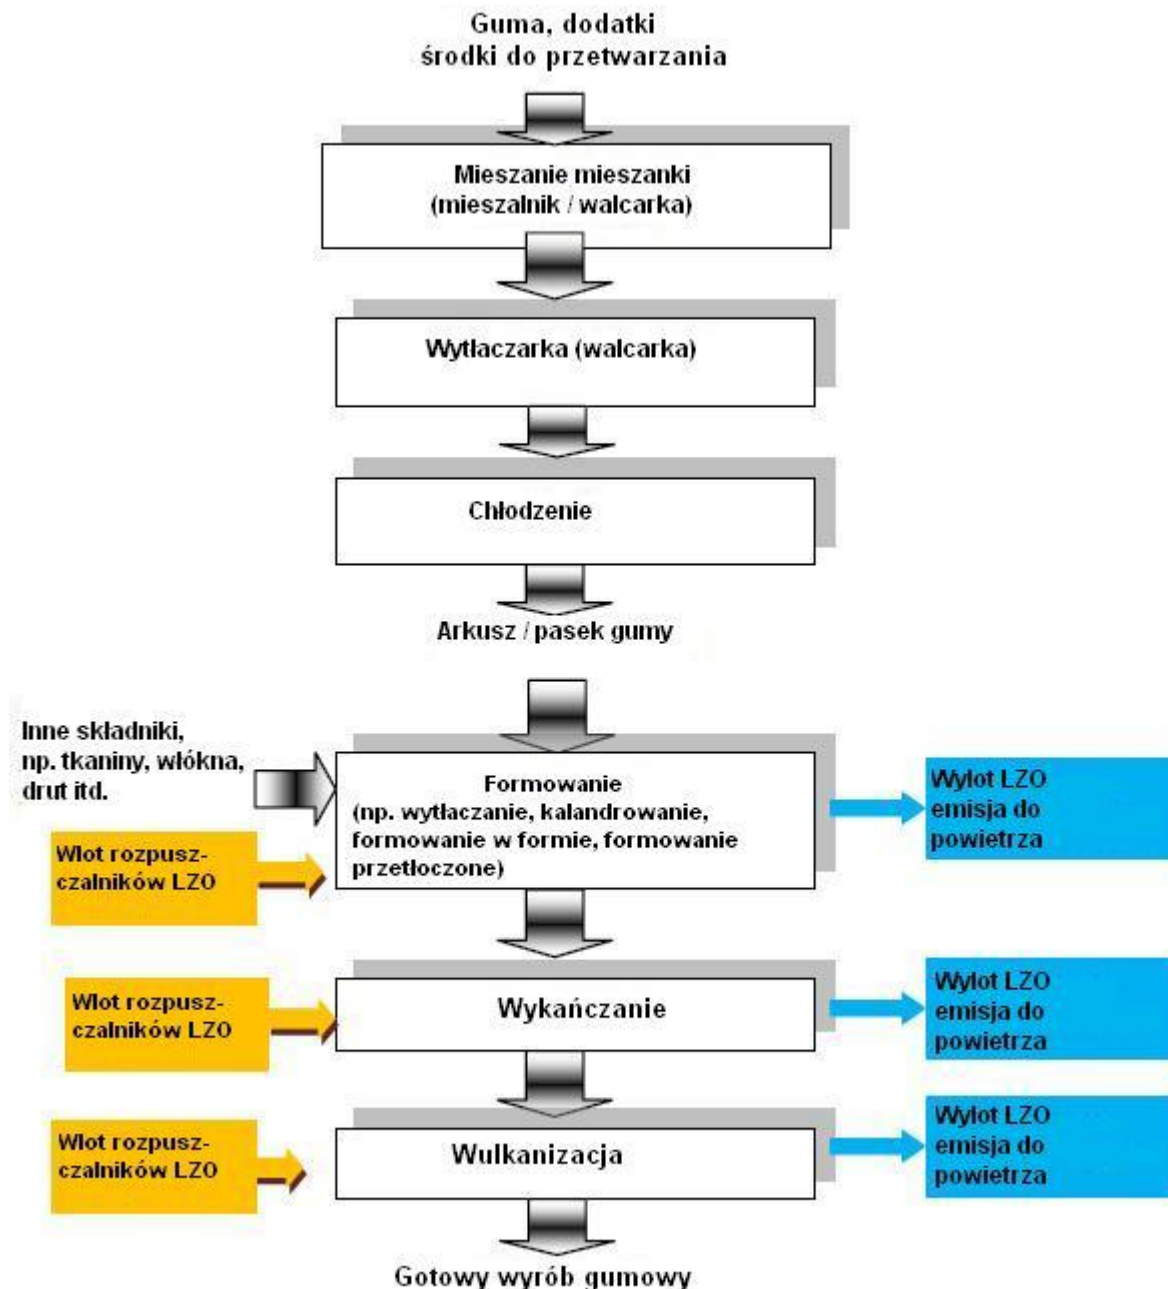 Guma, dodatki
środki do przetwarzania
Mieszanie mieszanki
(mieszalnik / walcarka)
Wytłaczarka (walcarka)
Chłodzenie
Arkusz / pasek gumy
Inne składniki,
np. tkaniny, włókna,
drut itd.
Formowanie
(np. wytłaczanie, kalandrowanie,
formowanie w formie, formowanie
przetłoczone)
Wylot LZO
emisja do
powietrza
Wlot rozpusz-
czalników LZO
Wlot rozpusz-
czalników LZO
Wykańczanie
Wylot LZO
emisja do
powietrza
Wlot rozpusz-
czalników LZO
Wulkanizacja
Wylot LZO
emisja do
powietrza
Gotowy wyrób gumowy